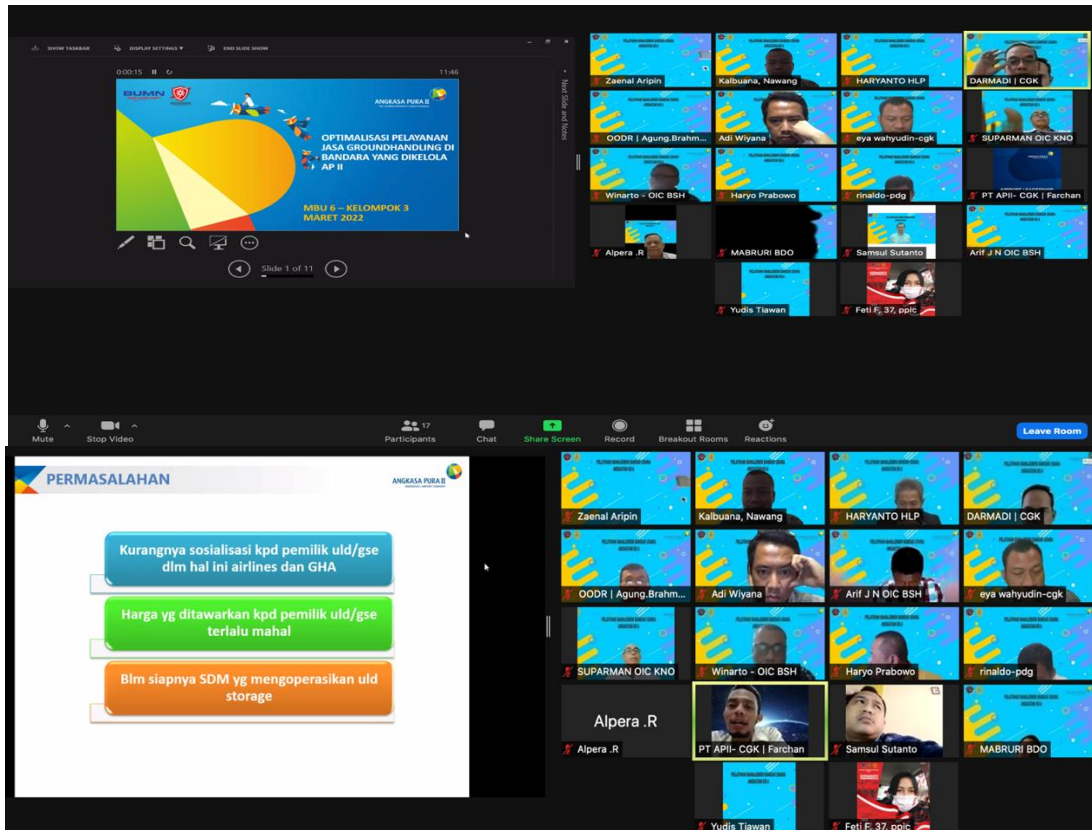 SHOW TASKBAR
DISPLAY SETTINGS ▼
END SLIDE SHOW
0:00:15
11:46
Next Slide and Notes
BUMN
ANGKASA PURA II
OPTIMALISASI PELAYANAN
JASA GROUNDHANDLING DI
BANDARA YANG DIKELOLA
AP II
MBU 6 – KELOMPOK 3
MARET 2022
Slide 1 of 11
Zaenal Aripin
Kalbuana, Nawang
HARYANTO HLP
DARMADI | CGK
OODR | Agung.Brahm...
Adi Wiyana
eya wahyudin-cgk
SUPARMAN OIC KNO
Winarto - OIC BSH
Haryo Prabowo
rinaldo-pdg
PT APII- CGK | Farchan
Alpera .R
MABRURI BDO
Samsul Sutanto
Arif J N OIC BSH
Yudis Tiawan
Feti F, 37, ppic
Mute
Stop Video
17
Participants
Chat
Share Screen
Record
Breakout Rooms
Reactions
Leave Room
PERMASALAHAN
ANGKASA PURA II
Kurangnya sosialisasi kpd pemilik uld/gse
dlm hal ini airlines dan GHA
Harga yg ditawarkan kpd pemilik uld/gse
terlalu mahal
Blm siapnya SDM yg mengoperasikan uld
storage
Zaenal Aripin
Kalbuana, Nawang
HARYANTO HLP
DARMADI | CGK
OODR | Agung.Brahm...
Adi Wiyana
Arif J N OIC BSH
eya wahyudin-cgk
SUPARMAN OIC KNO
Winarto - OIC BSH
Haryo Prabowo
rinaldo-pdg
Alpera .R
Alpera .R
PT APII- CGK | Farchan
Samsul Sutanto
MABRURI BDO
Yudis Tiawan
Feti F, 37, ppic